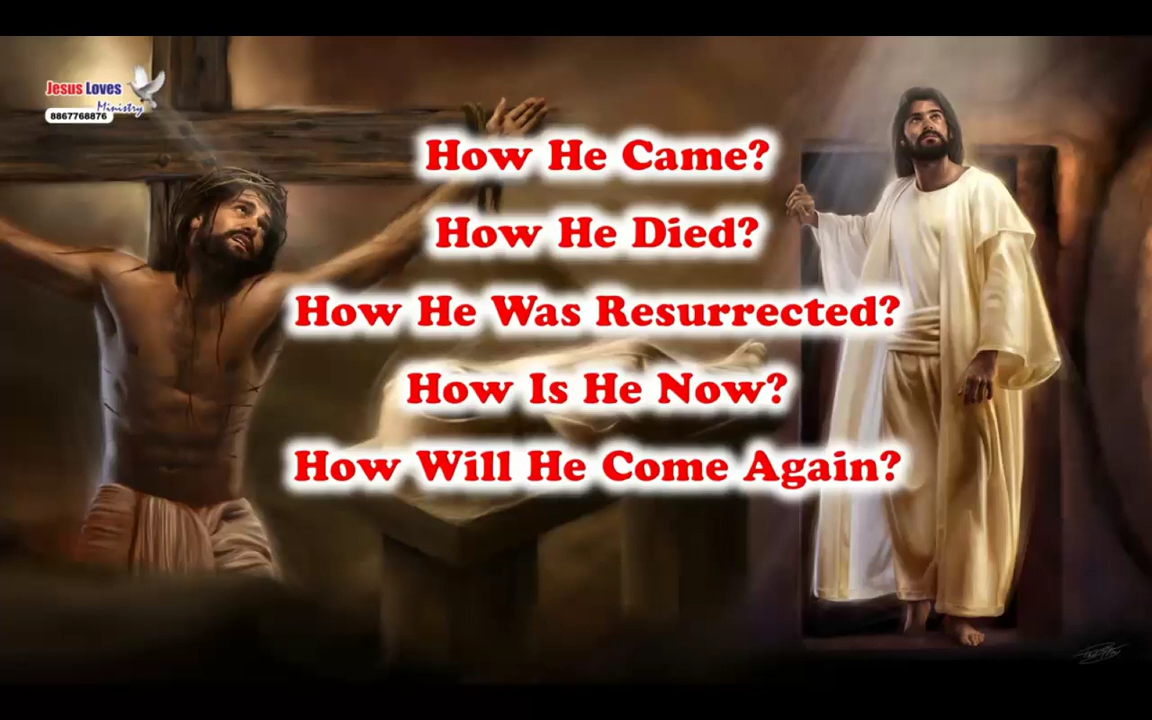 Jesus Loves
Ministry
8867768876
How He Came?
How He Died?
How He Was Resurrected?
How Is He Now?
How Will He Come Again?